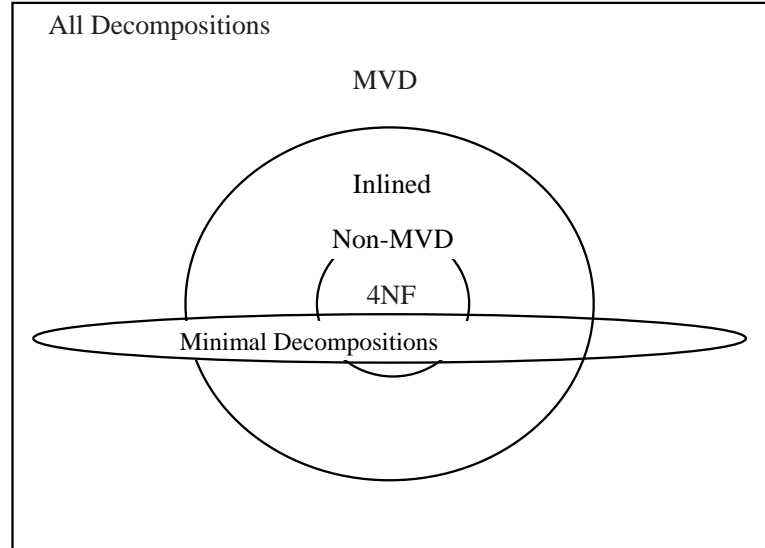 All Decompositions
MVD
Inlined
Non-MVD
4NF
Minimal Decompositions